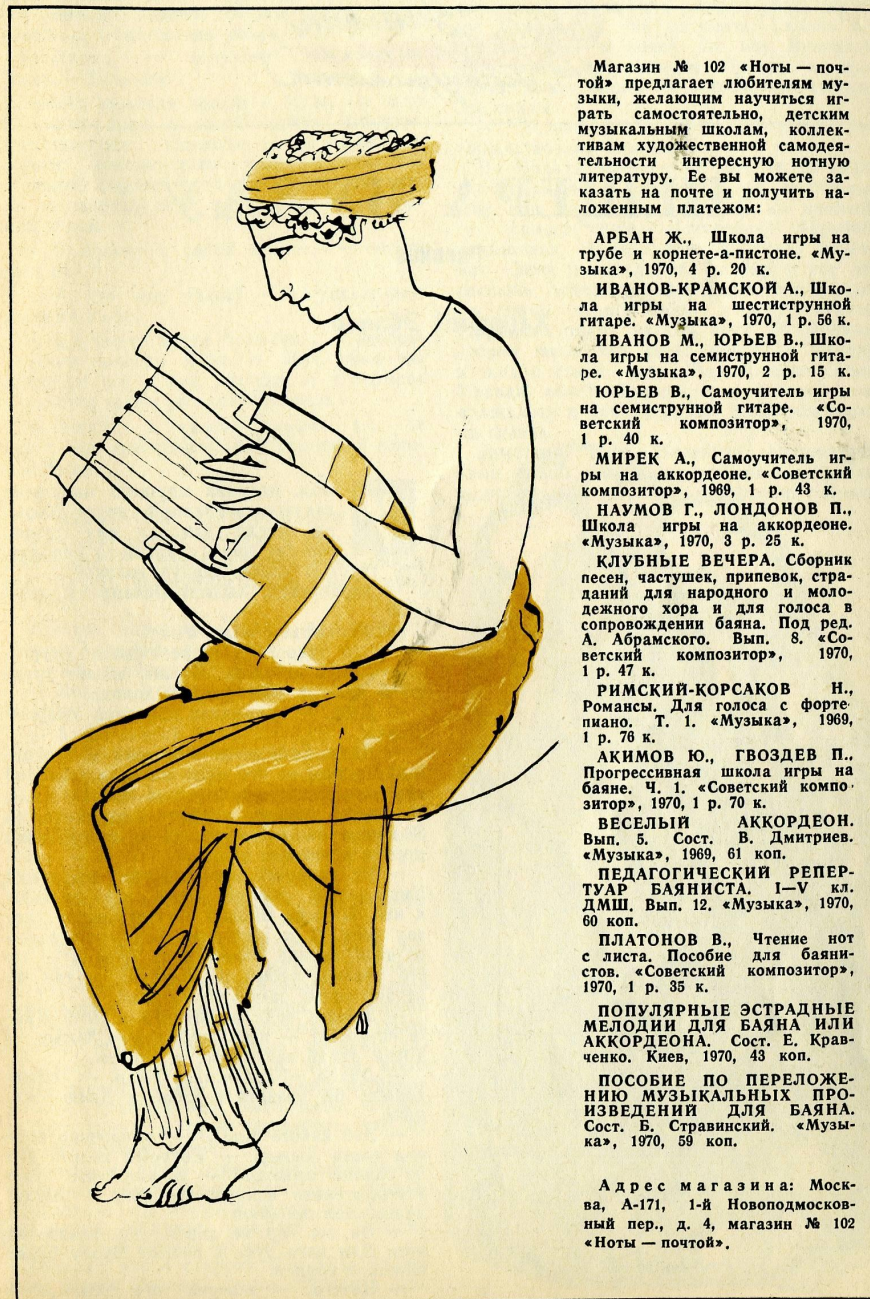 Магазин № 102 «Ноты — поч-
той» предлагает любителям му-
зыки, желающим научиться иг-
рать самостоятельно, детским
музыкальным школам, коллек-
тивам художественной самодея-
тельности интересную нотную
литературу. Ее вы можете за-
казать на почте и получить на-
ложенным платежом:
АРБАН Ж., Школа игры на
трубе и корнете-а-пистоне. «Му-
зыка», 1970, 4 р. 20 к.
ИВАНОВ-КРАМСКОЙ А., Шко-
ла игры на шестиструнной
гитаре. «Музыка», 1970, 1 р. 56 к.
ИВАНОВ М., ЮРЬЕВ В., Шко-
ла игры на семиструнной гита-
ре. «Музыка», 1970, 2 р. 15 к.
ЮРЬЕВ В., Самоучитель игры
на семиструнной гитаре. «Со-
ветский композитор», 1970,
1 р. 40 к.
МИРЕК А., Самоучитель иг-
ры на аккордеоне. «Советский
композитор», 1969, 1 р. 43 к.
НАУМОВ Г., ЛОНДОНОВ П.,
Школа игры на аккордеоне.
«Музыка», 1970, 3 р. 25 к.
КЛУБНЫЕ ВЕЧЕРА. Сборник
песен, частушек, припевок, стра-
даний для народного и моло-
дежного хора и для голоса в
сопровождении баяна. Под ред.
А. Абрамского. Вып. 8. «Со-
ветский композитор», 1970,
1 р. 47 к.
РИМСКИЙ-КОРСАКОВ Н.,
Романсы. Для голоса с форте-
пиано. Т. 1. «Музыка», 1969,
1 р. 76 к.
АКИМОВ Ю., ГВОЗДЕВ П.,
Прогрессивная школа игры на
баяне. Ч. 1. «Советский компо-
зитор», 1970, 1 р. 70 к.
ВЕСЕЛЫЙ АККОРДЕОН.
Вып. 5. Сост. В. Дмитриев.
«Музыка», 1969, 61 коп.
ПЕДАГОГИЧЕСКИЙ РЕПЕР-
ТУАР БАЯНИСТА. I—V кл.
ДМШ. Вып. 12. «Музыка», 1970,
60 коп.
ПЛАТОНОВ В., Чтение нот
с листа. Пособие для баяни-
стов. «Советский композитор»,
1970, 1 р. 35 к.
ПОПУЛЯРНЫЕ ЭСТРАДНЫЕ
МЕЛОДИИ ДЛЯ БАЯНА ИЛИ
АККОРДЕОНА. Сост. Е. Крав-
ченко. Киев, 1970, 43 коп.
ПОСОБИЕ ПО ПЕРЕЛОЖЕ-
НИЮ МУЗЫКАЛЬНЫХ ПРО-
ИЗВЕДЕНИЙ ДЛЯ БАЯНА.
Сост. Б. Стравинский. «Музы-
ка», 1970, 59 коп.
Адрес магазина: Моск-
ва, А-171, 1-й Новоподмосков-
ный пер., д. 4, магазин № 102
«Ноты — почтой».